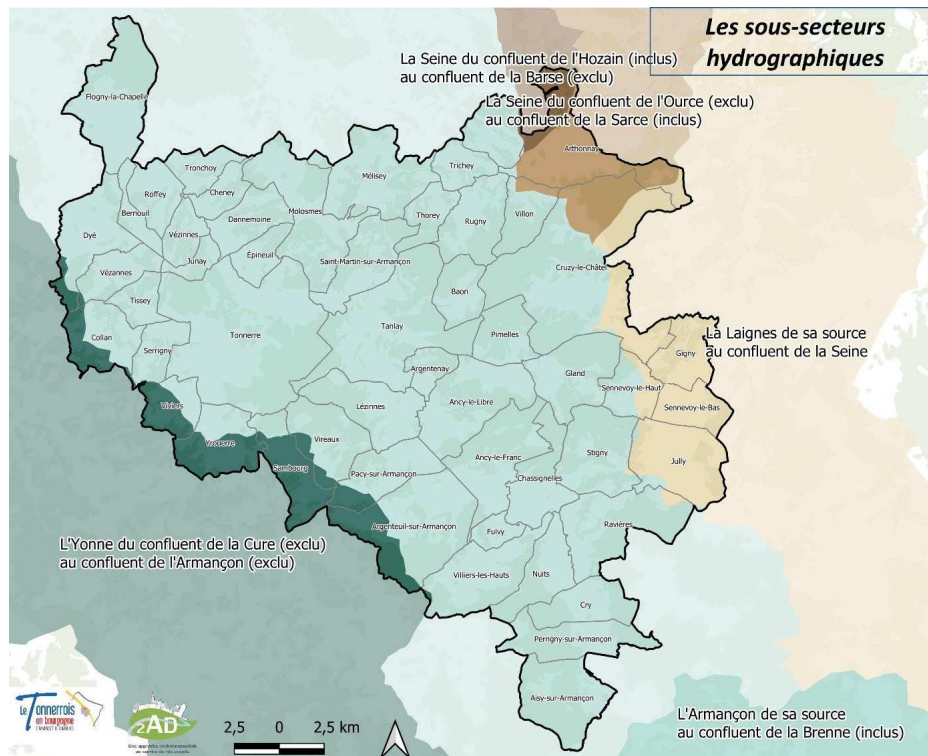 Les sous-secteurs
hydrographiques
La Seine du confluent de l'Hozain (inclus)
au confluent de la Barse (exclu)
La Seine du confluent de l'Ource (exclu)
au confluent de la Sarce (inclus)
Flogny-la-Chapelle
Arthonnay
Tronchoy
Mélisey
Trichey
Roffey
Cheney
Bernouil
Dannemoine
Molosmes
Thorey
Rugny
Villon
Dyé
Vézinnes
Junay
Épineuil
Saint-Martin-sur-Armançon
Cruzy-le-Châtel
Vézannes
Tissey
Baon
Collan
Serrigny
Tonnerre
Tanlay
Pimelles
La Laignes de sa source
au confluent de la Seine
Gigny
Argentenay
Gland
Sennevoy-le-Haut
Viviers
Lézinnes
Ancy-le-Libre
Sennevoy-le-Bas
Yrouerre
Vireaux
Sambourg
Ancy-le-Franc
Stigny
Jully
Pacy-sur-Armançon
Chassignelles
Argenteuil-sur-Armançon
Fulvy
Ravières
L'Yonne du confluent de la Cure (exclu)
au confluent de l'Armançon (exclu)
Villiers-les-Hauts
Nuits
Cry
Perrigny-sur-Armançon
Aisy-sur-Armançon
L'Armançon de sa source
au confluent de la Brenne (inclus)
Le Tonnerrois
en bourgogne
2AD
2,5 0 2,5 km